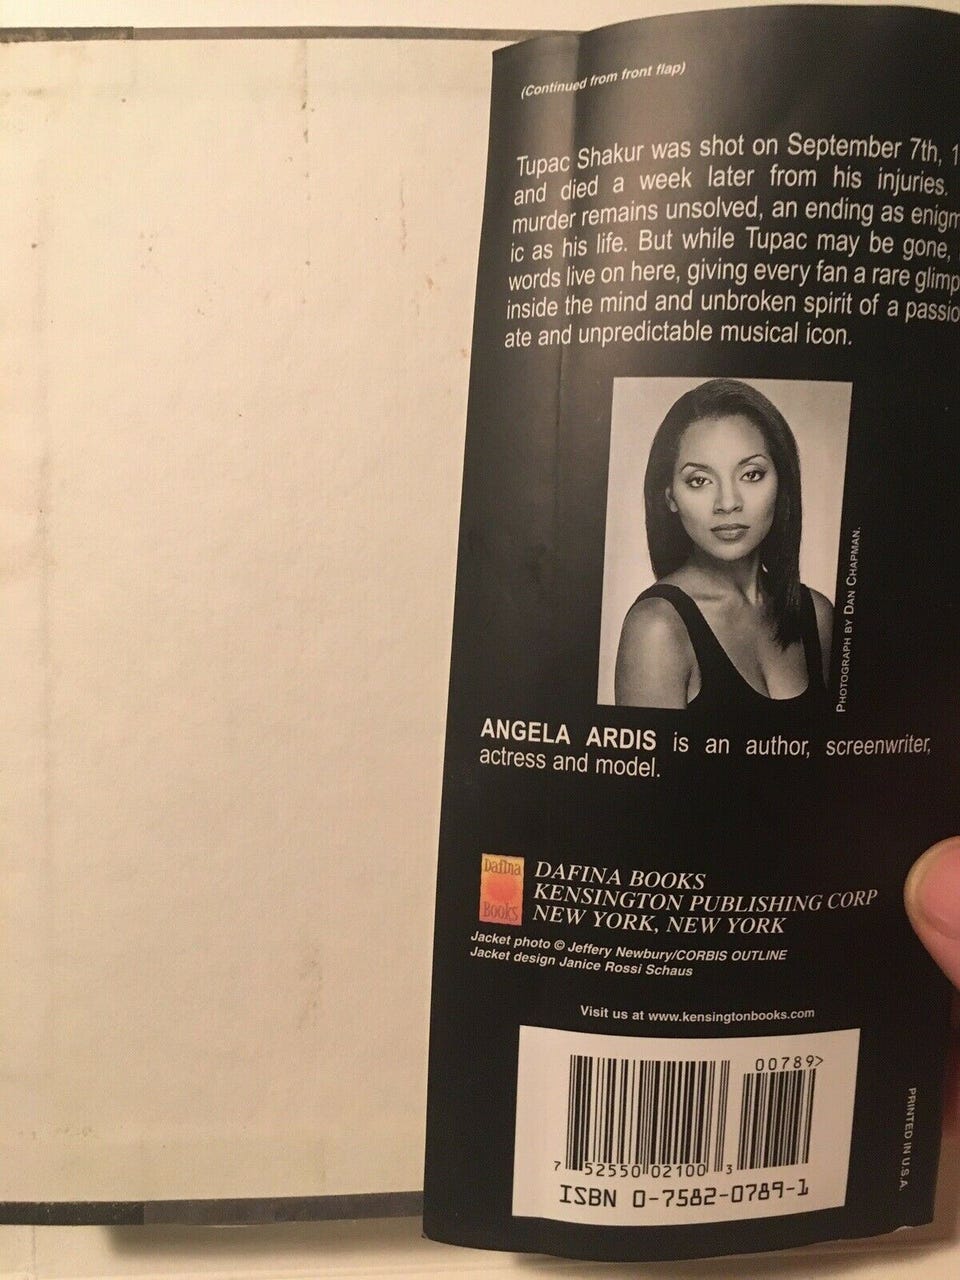 (Continued from front flap)
Tupac Shakur was shot on September 7th, 1
and died a week later from his injuries.
murder remains unsolved, an ending as enigm
ic as his life. But while Tupac may be gone,
words live on here, giving every fan a rare glimp
inside the mind and unbroken spirit of a passio
ate and unpredictable musical icon.
PHOTOGRAPH BY DAN CHAPMAN.
ANGELA ARDIS is an author, screenwriter,
actress and model.
Dafina
Books
DAFINA BOOKS
KENSINGTON PUBLISHING CORP
NEW YORK, NEW YORK
Jacket photo © Jeffery Newbury/CORBIS OUTLINE
Jacket design Janice Rossi Schaus
Visit us at www.kensingtonbooks.com
00789>
7 52550 02100 3
ISBN 0-7582-0789-1
PRINTED IN U.S.A.